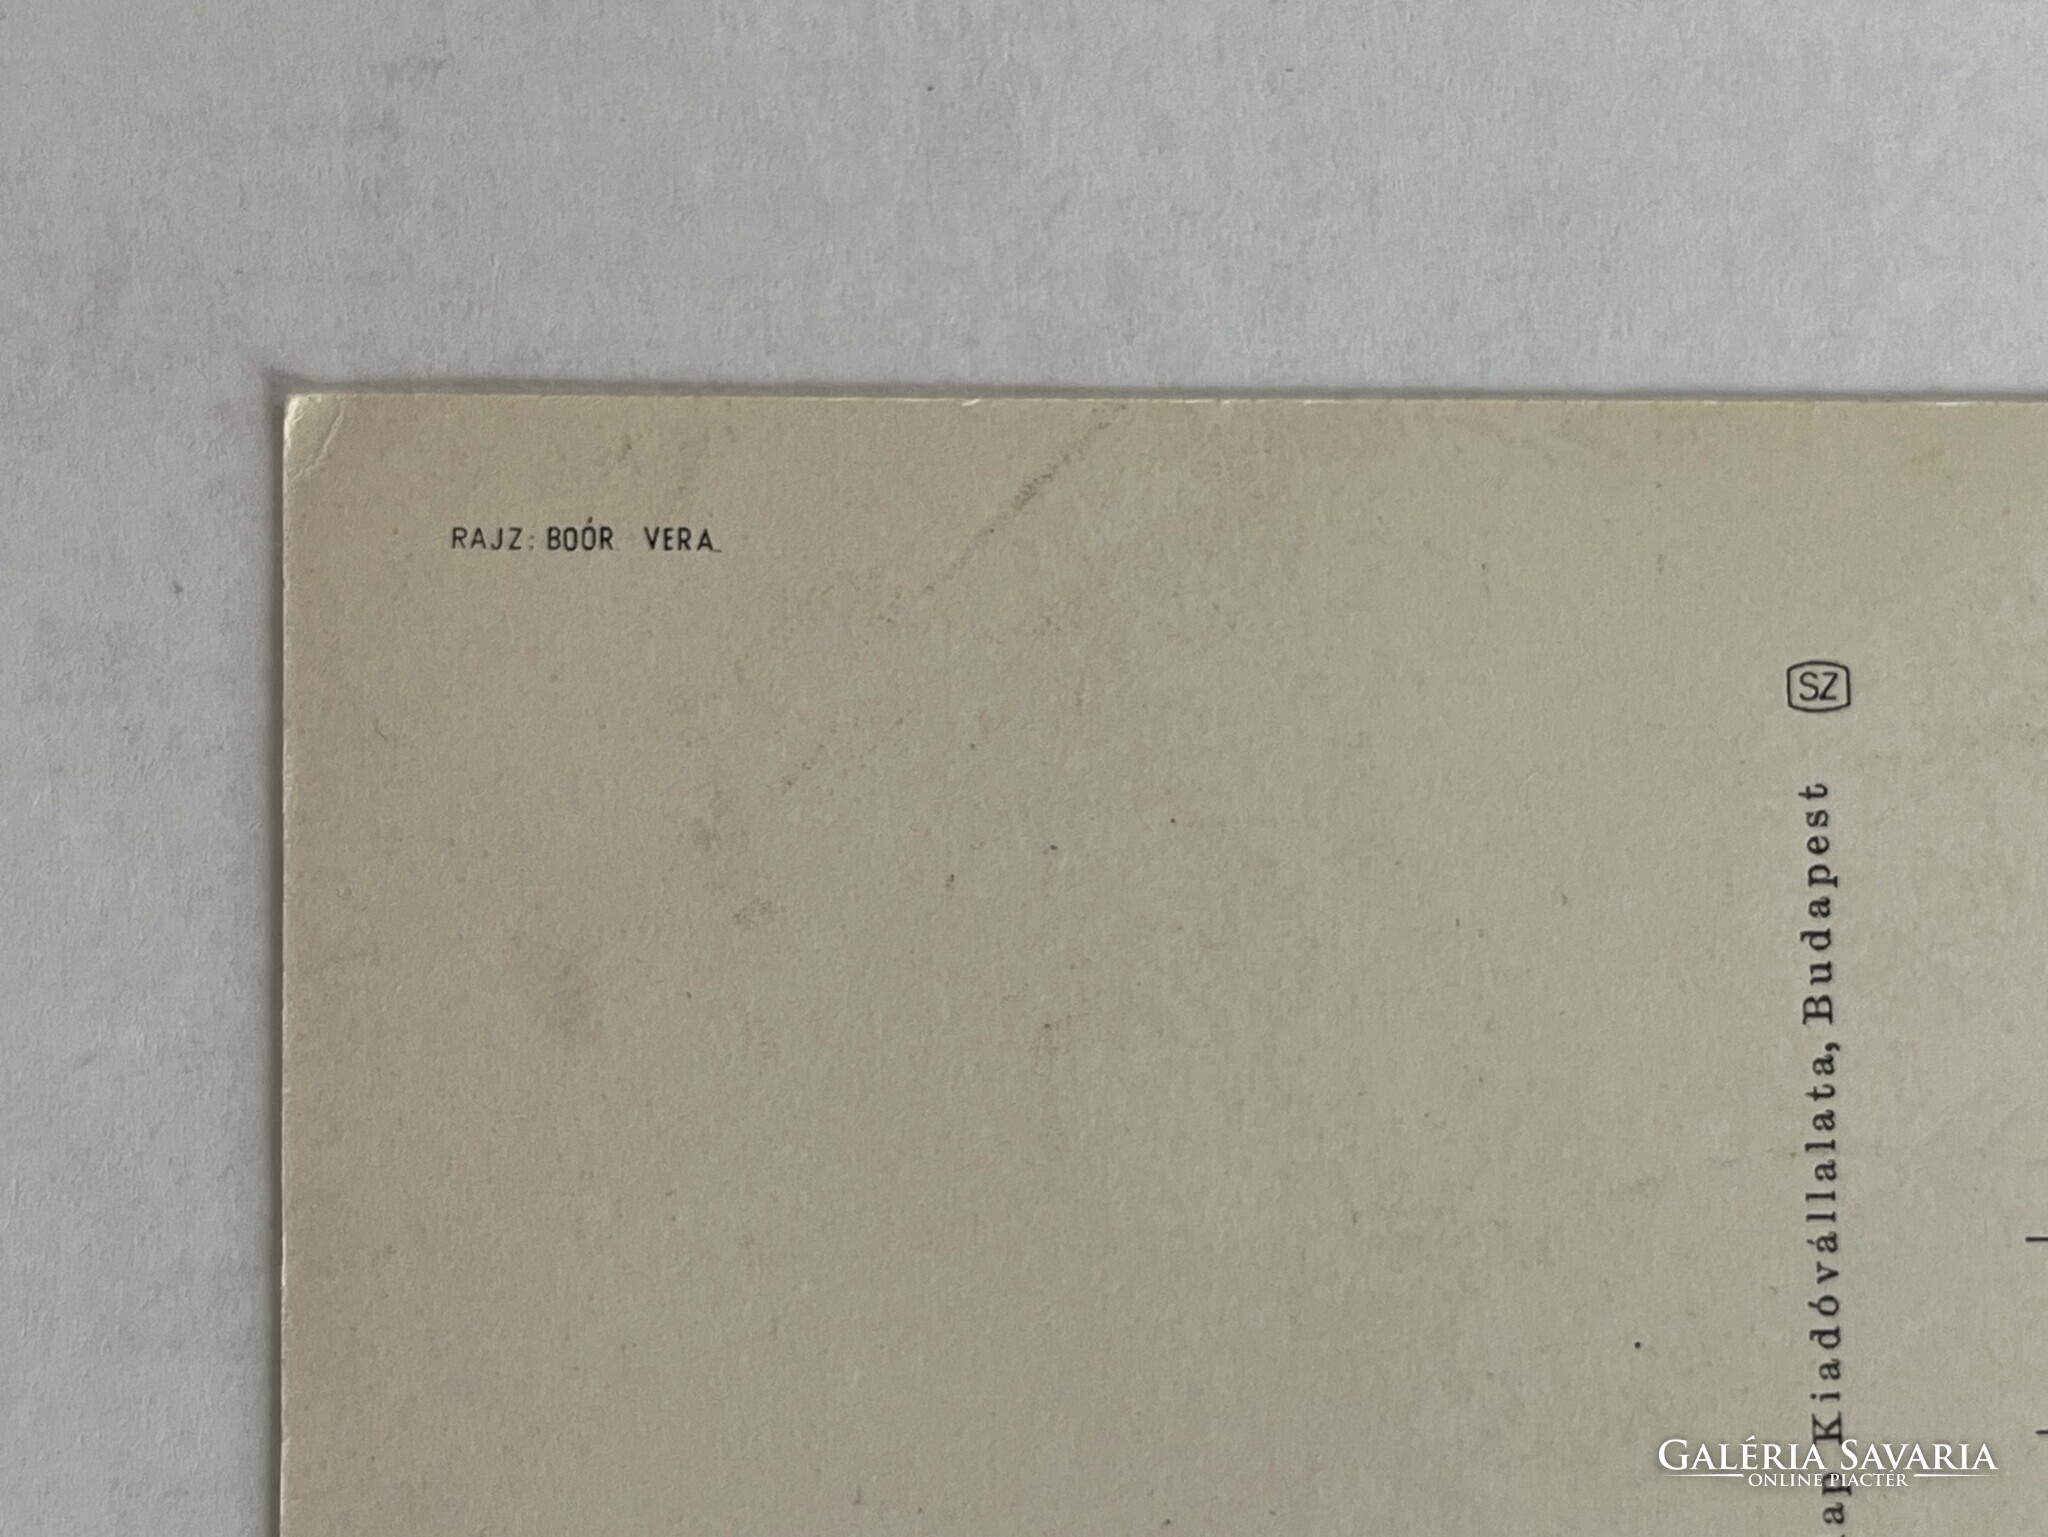 RAJZ: BOÓR VERA
SZ
Kiadóvállalata, Budapest
GALÉRIA SAVARIA
ONLINE PIACTÉR